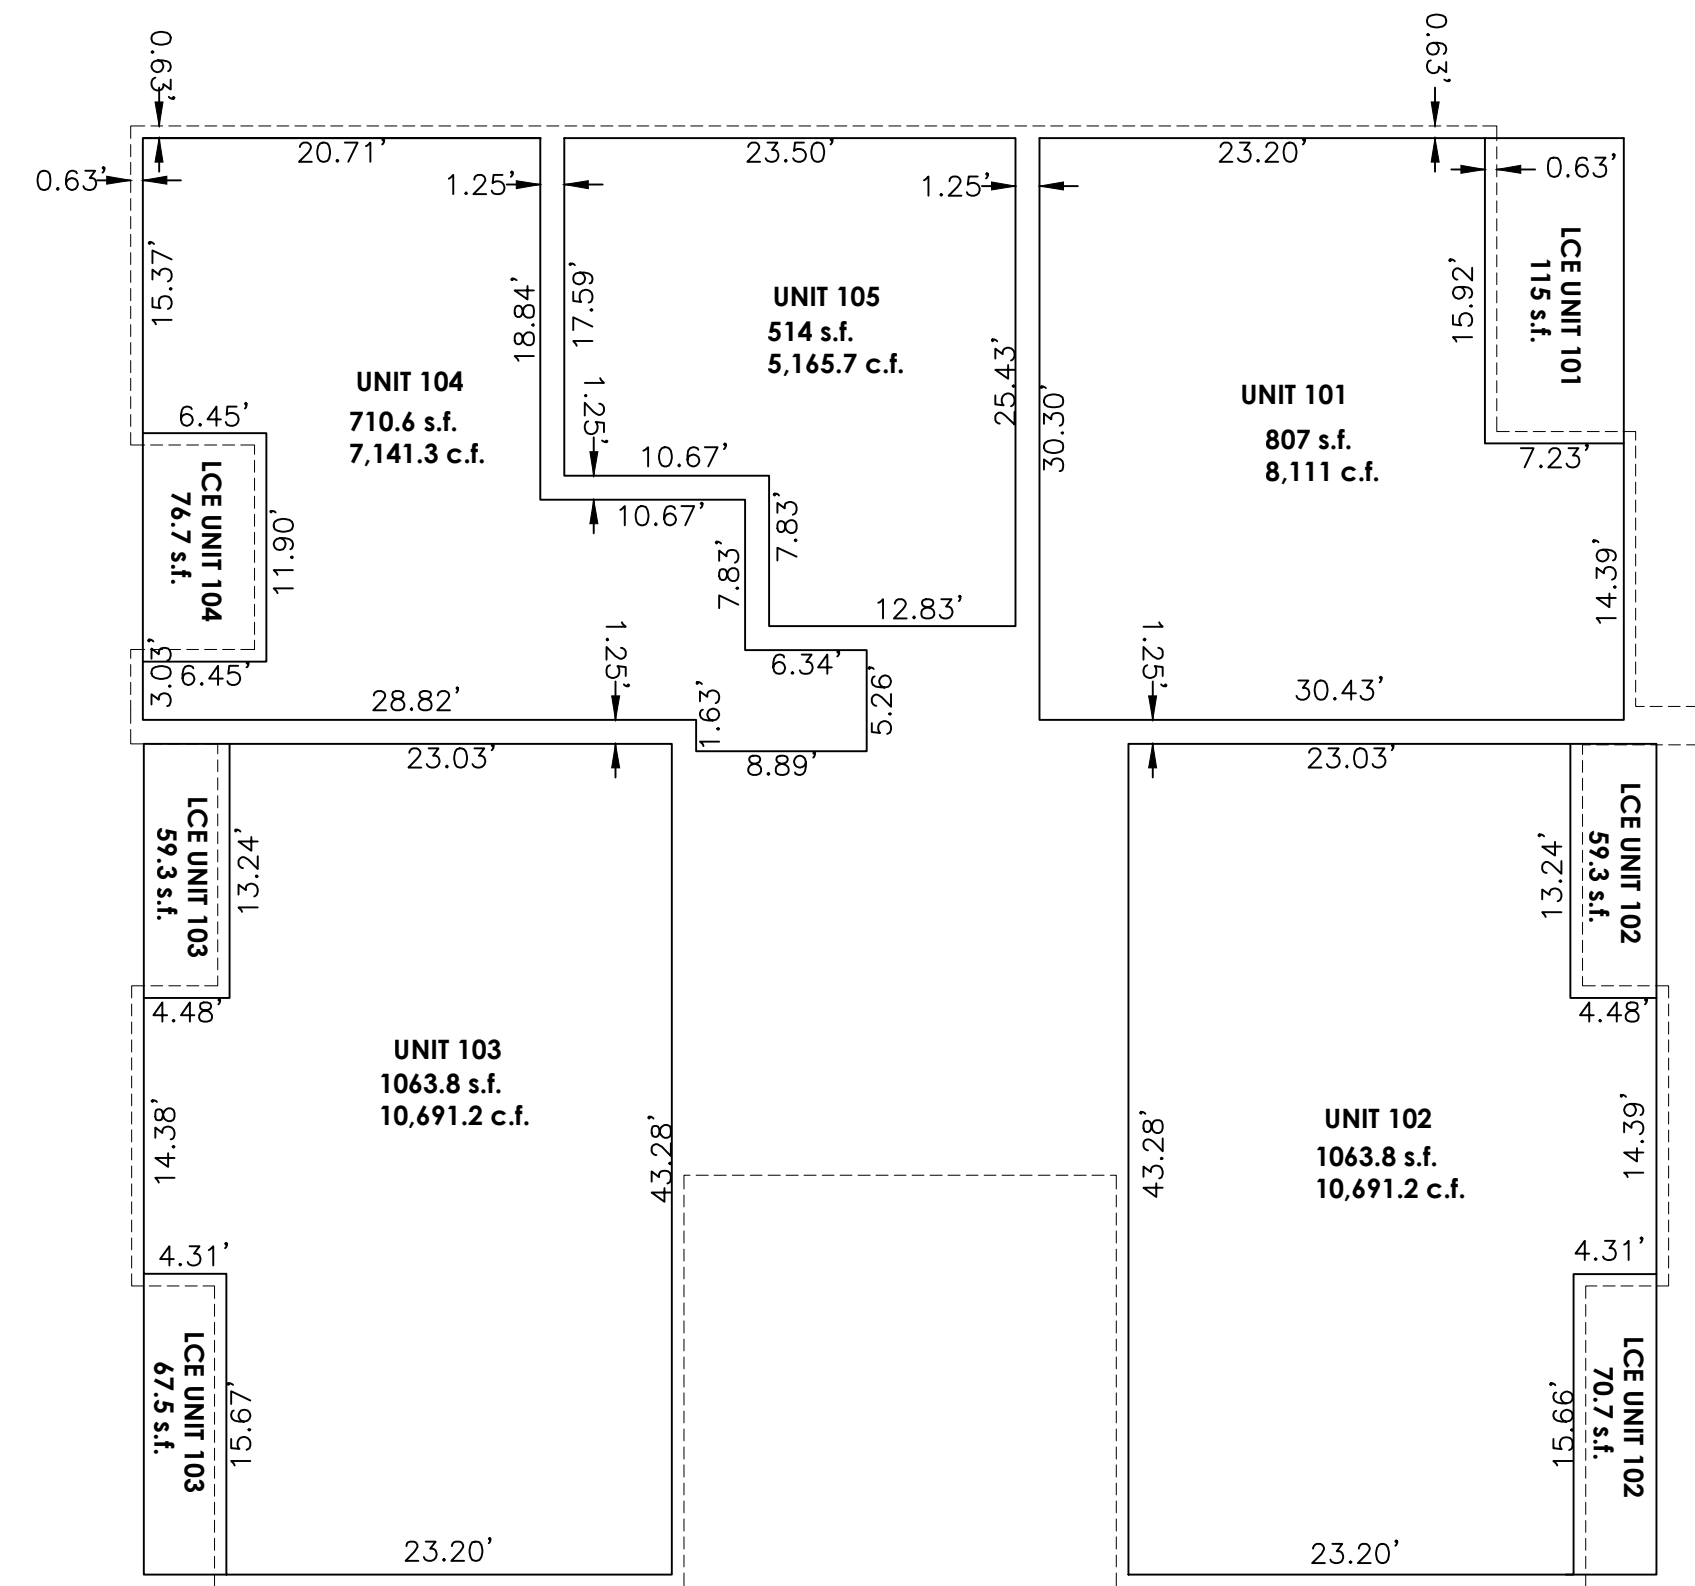 0.63'
0.63'
20.71'
23.50'
23.20'
0.63'
1.25'
1.25'
0.63'
15.37'
18.84'
17.59'
UNIT 105
514 s.f.
5,165.7 c.f.
25.43'
30.30'
15.92'
LCE UNIT 101
115 s.f.
UNIT 104
710.6 s.f.
7,141.3 c.f.
1.25'
UNIT 101
807 s.f.
8,111 c.f.
6.45'
10.67'
7.23'
LCE UNIT 104
76.7 s.f.
11.90'
10.67'
7.83'
7.83'
12.83'
14.39'
3.03'
6.45'
28.82'
1.25'
6.34'
1.63'
5.26'
8.89'
1.25'
30.43'
23.03'
23.03'
LCE UNIT 103
59.3 s.f.
13.24'
13.24'
LCE UNIT 102
59.3 s.f.
4.48'
4.48'
UNIT 103
1063.8 s.f.
10,691.2 c.f.
14.38'
43.28'
43.28'
UNIT 102
1063.8 s.f.
10,691.2 c.f.
14.39'
4.31'
4.31'
LCE UNIT 103
67.5 s.f.
15.67'
15.66'
LCE UNIT 102
70.7 s.f.
23.20'
23.20'